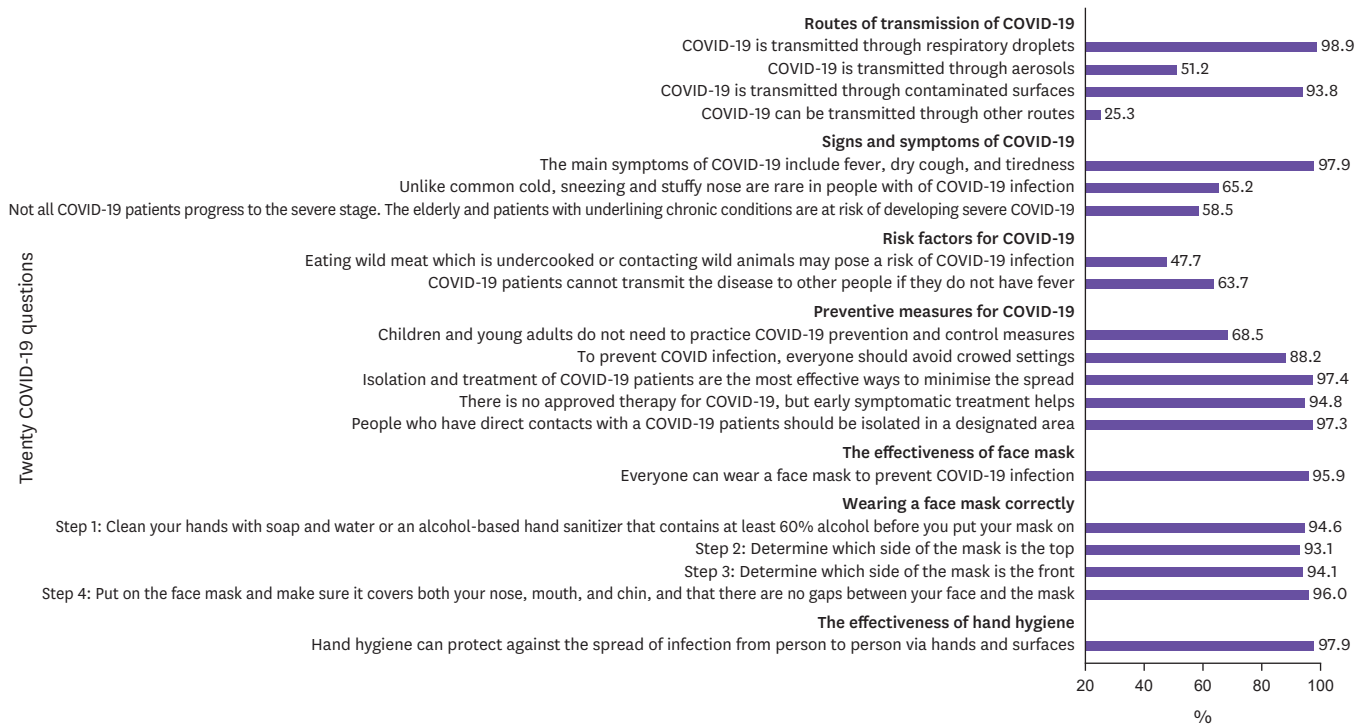 Twenty COVID-19 questions
Routes of transmission of COVID-19
COVID-19 is transmitted through respiratory droplets 98.9
COVID-19 is transmitted through aerosols 51.2
COVID-19 is transmitted through contaminated surfaces 93.8
COVID-19 can be transmitted through other routes 25.3
Signs and symptoms of COVID-19
The main symptoms of COVID-19 include fever, dry cough, and tiredness 97.9
Unlike common cold, sneezing and stuffy nose are rare in people with of COVID-19 infection 65.2
Not all COVID-19 patients progress to the severe stage. The elderly and patients with underlining chronic conditions are at risk of developing severe COVID-19 58.5
Risk factors for COVID-19
Eating wild meat which is undercooked or contacting wild animals may pose a risk of COVID-19 infection 47.7
COVID-19 patients cannot transmit the disease to other people if they do not have fever 63.7
Preventive measures for COVID-19
Children and young adults do not need to practice COVID-19 prevention and control measures 68.5
To prevent COVID infection, everyone should avoid crowed settings 88.2
Isolation and treatment of COVID-19 patients are the most effective ways to minimise the spread 97.4
There is no approved therapy for COVID-19, but early symptomatic treatment helps 94.8
People who have direct contacts with a COVID-19 patients should be isolated in a designated area 97.3
The effectiveness of face mask
Everyone can wear a face mask to prevent COVID-19 infection 95.9
Wearing a face mask correctly
Step 1: Clean your hands with soap and water or an alcohol-based hand sanitizer that contains at least 60% alcohol before you put your mask on 94.6
Step 2: Determine which side of the mask is the top 93.1
Step 3: Determine which side of the mask is the front 94.1
Step 4: Put on the face mask and make sure it covers both your nose, mouth, and chin, and that there are no gaps between your face and the mask 96.0
The effectiveness of hand hygiene
Hand hygiene can protect against the spread of infection from person to person via hands and surfaces 97.9
20 40 60 80 100
%